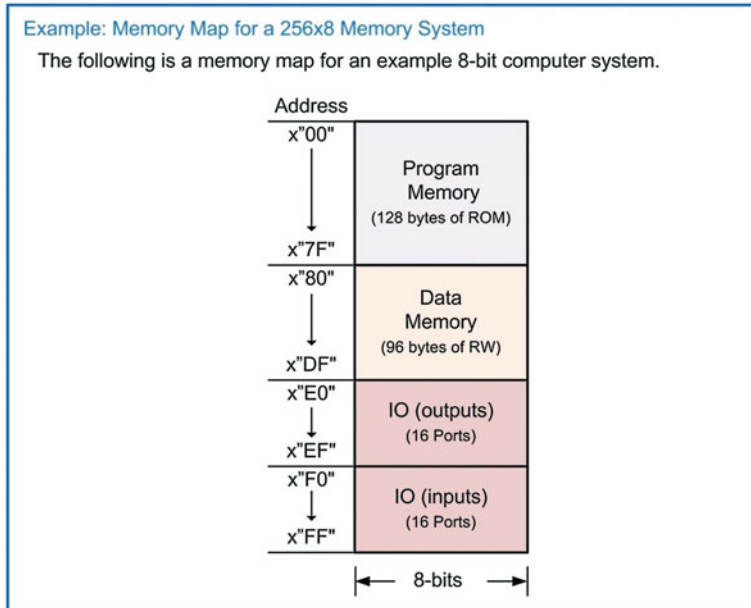 Example: Memory Map for a 256x8 Memory System
The following is a memory map for an example 8-bit computer system.
Address
x"00"
Program
Memory
(128 bytes of ROM)
x"7F"
x"80"
Data
Memory
(96 bytes of RW)
x"DF"
x"E0"
IO (outputs)
(16 Ports)
x"EF"
x"F0"
IO (inputs)
(16 Ports)
x"FF"
8-bits